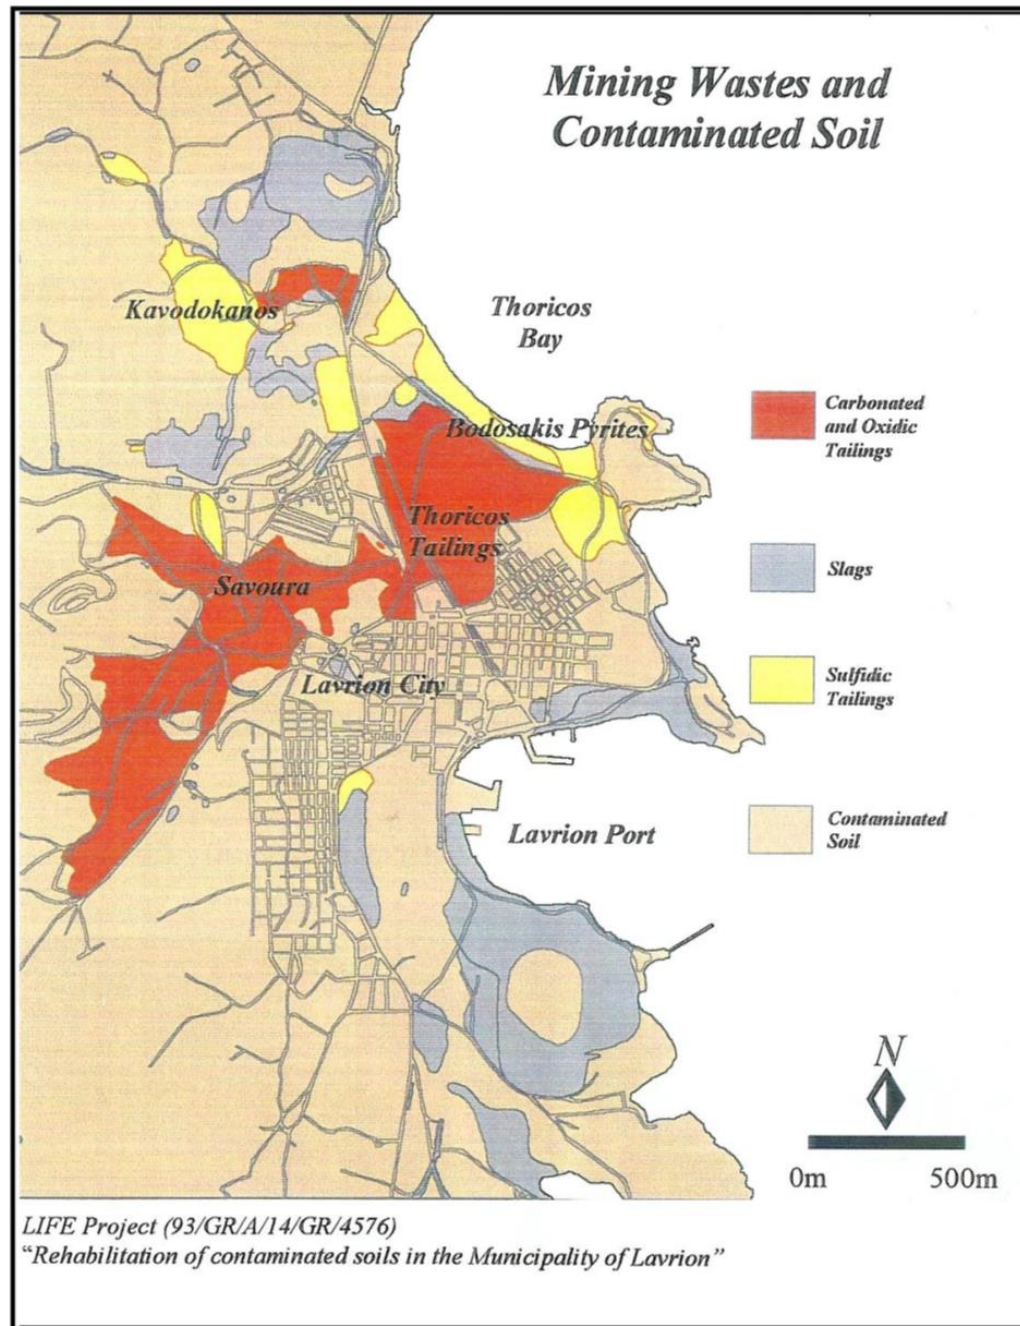 Mining Wastes and
Contaminated Soil
Kavodokanos
Thoricos
Bay
Bodosakis Pyrites
Thoricos
Tailings
Savoura
Lavrion City
Lavrion Port
Carbonated
and Oxidic
Tailings
Slags
Sulfidic
Tailings
Contaminated
Soil
N
0m 500m
LIFE Project (93/GR/A/14/GR/4576)
“Rehabilitation of contaminated soils in the Municipality of Lavrion”